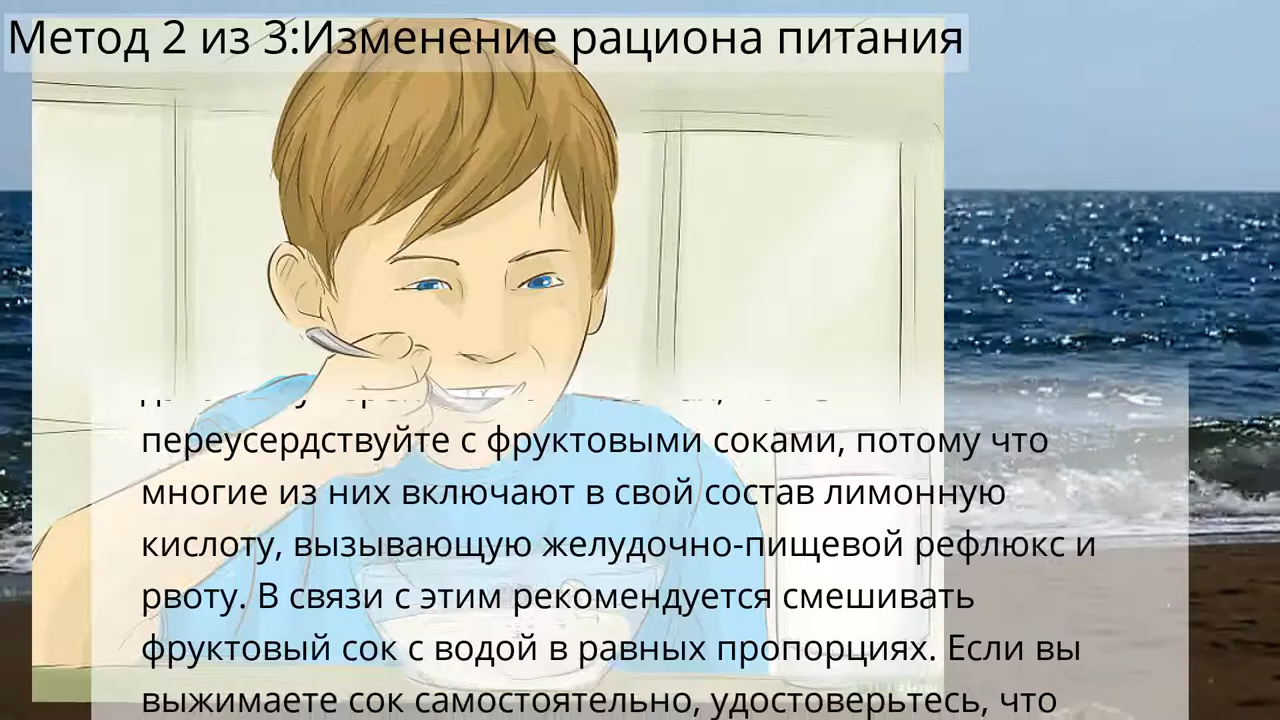 Метод 2 из 3:Изменение рациона питания
переусердствуйте с фруктовыми соками, потому что
многие из них включают в свой состав лимонную
кислоту, вызывающую желудочно-пищевой рефлюкс и
рвоту. В связи с этим рекомендуется смешивать
фруктовый сок с водой в равных пропорциях. Если вы
выжимаете сок самостоятельно, удостоверьтесь, что